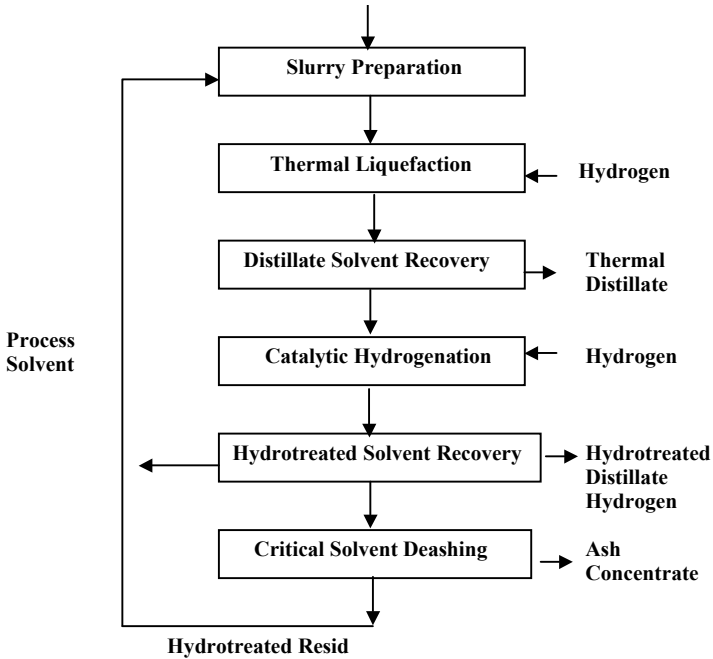 Slurry Preparation
Thermal Liquefaction
Hydrogen
Distillate Solvent Recovery
Thermal
Distillate
Process
Solvent
Catalytic Hydrogenation
Hydrogen
Hydrotreated Solvent Recovery
Hydrotreated
Distillate
Hydrogen
Critical Solvent Deashing
Ash
Concentrate
Hydrotreated Resid